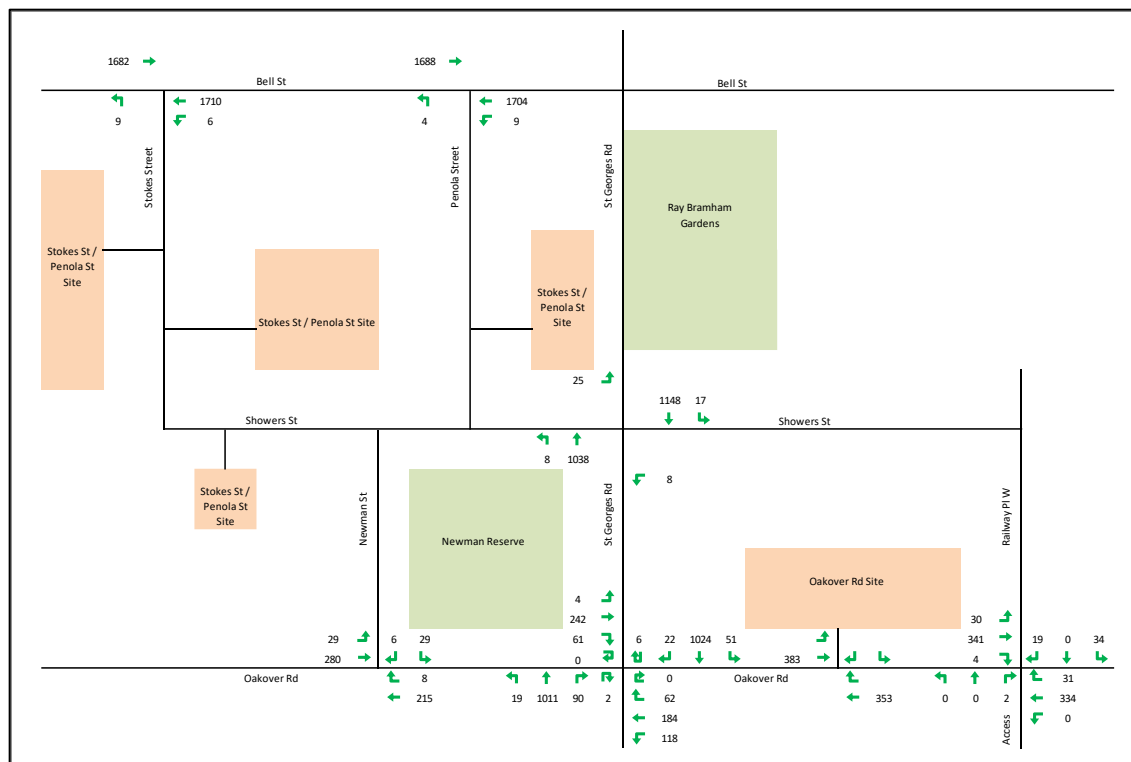 1682 1688
Bell St Bell St
1710 1704
9 6 4 9
Stokes Street
Penola Street
St Georges Rd
Ray Bramham
Gardens
Stokes St /
Penola St
Site
Stokes St / Penola St Site
Stokes St /
Penola St
Site
25
1148 17
Showers St Showers St
8 1038
8
Stokes St /
Penola St
Site
Newman St
Newman Reserve
St Georges Rd
Railway Pl W
Oakover Rd Site
4
242 30
29 6 29 61 6 22 1024 51 341 19 0 34
280 0 383 4
Oakover Rd 8 0 Oakover Rd 31
215 19 1011 90 2 62 353 0 0 2 334
184 0
118
Access